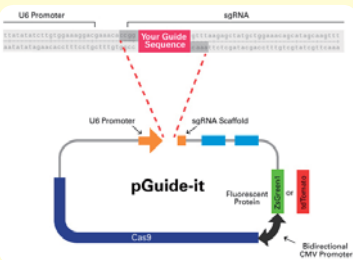 U6 Promoter
sgRNA
Your Guide
Sequence
U6 Promoter
sgRNA Scaffold
pGuide-it
Fluorescent
Protein
ZsGreen1
or
tdTomato
Cas9
Bidirectional
CMV Promoter